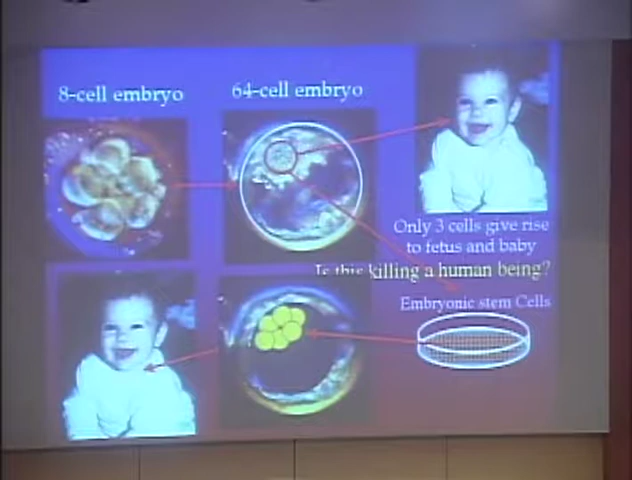 8-cell embryo
64-cell embryo
Only 3 cells give rise
to fetus and baby
Is this killing a human being?
Embryonic stem Cells